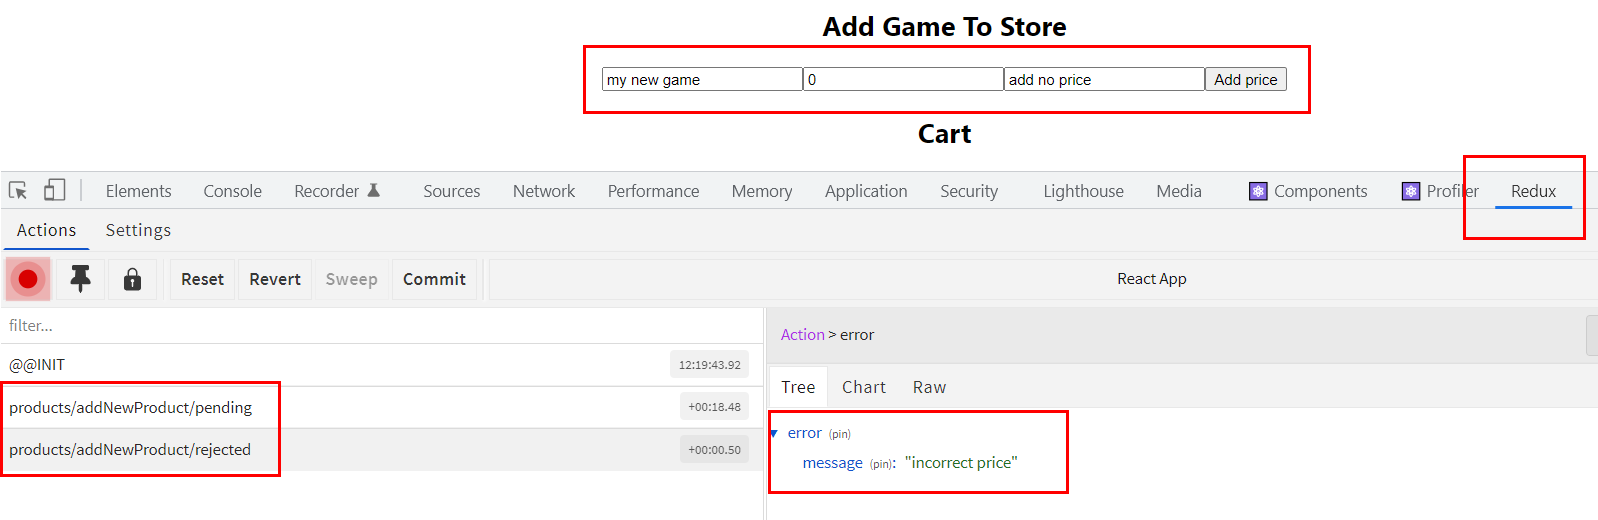 Add Game To Store
my new game 0 add no price Add price
Cart
Elements Console Recorder Sources Network Performance Memory Application Security Lighthouse Media Components Profiler Redux
Actions Settings
Reset Revert Sweep Commit React App
filter...
@@INIT 12:19:43.92
products/addNewProduct/pending +00:18.48
products/addNewProduct/rejected +00:00.50
Action > error
Tree Chart Raw
error (pin)
message (pin): "incorrect price"